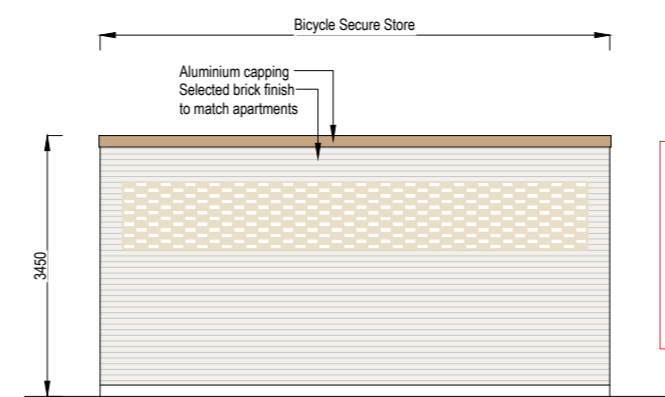 Bicycle Secure Store
Aluminium capping
Selected brick finish
to match apartments
3450